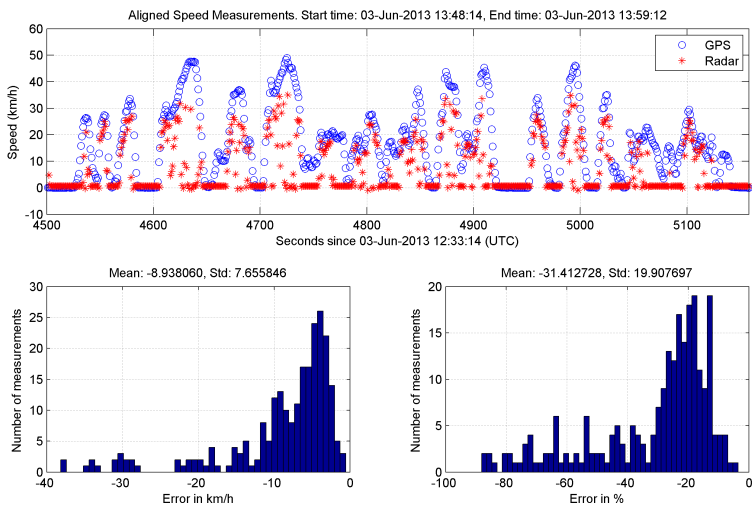 Aligned Speed Measurements. Start time: 03-Jun-2013 13:48:14, End time: 03-Jun-2013 13:59:12
60
50
40
30
20
10
0
-10
Speed (km/h)
GPS
Radar
4500 4600 4700 4800 4900 5000 5100
Seconds since 03-Jun-2013 12:33:14 (UTC)
Mean: -8.938060, Std: 7.655846
30
25
20
15
10
5
0
Number of measurements
-40 -30 -20 -10 0
Error in km/h
Mean: -31.412728, Std: 19.907697
20
15
10
5
0
Number of measurements
-100 -80 -60 -40 -20 0
Error in %